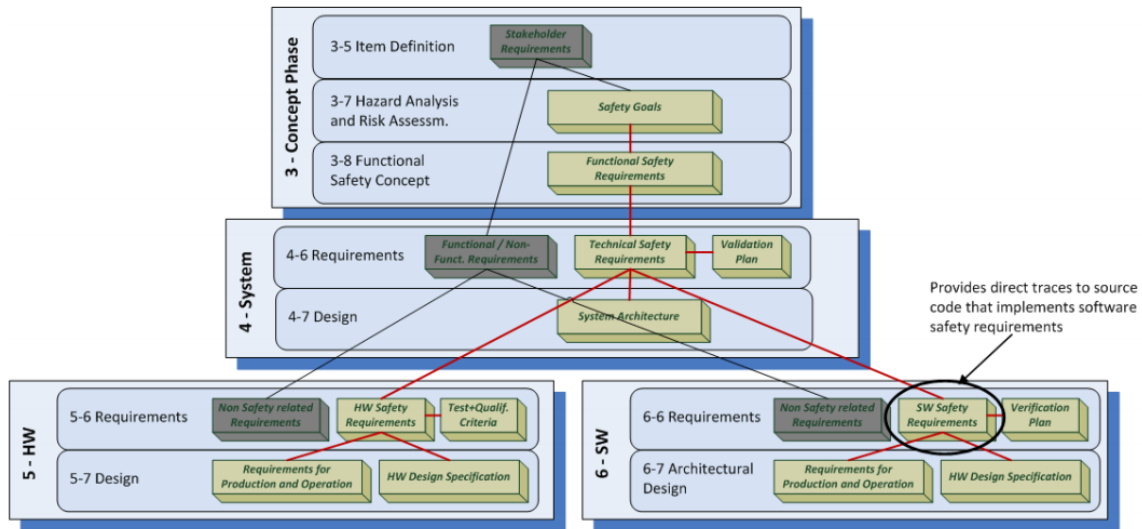 3 - Concept Phase
3-5 Item Definition
Stakeholder
Requirements
3-7 Hazard Analysis
and Risk Assessm.
Safety Goals
3-8 Functional
Safety Concept
Functional Safety
Requirements
4 - System
4-6 Requirements
Functional / Non-
Funct. Requirements
Technical Safety
Requirements
Validation
Plan
4-7 Design
System Architecture
Provides direct traces to source
code that implements software
safety requirements
5 - HW
5-6 Requirements
Non Safety related
Requirements
HW Safety
Requirements
Test+Qualif.
Criteria
5-7 Design
Requirements for
Production and Operation
HW Design Specification
6 - SW
6-6 Requirements
Non Safety related
Requirements
SW Safety
Requirements
Verification
Plan
6-7 Architectural
Design
Requirements for
Production and Operation
HW Design Specification